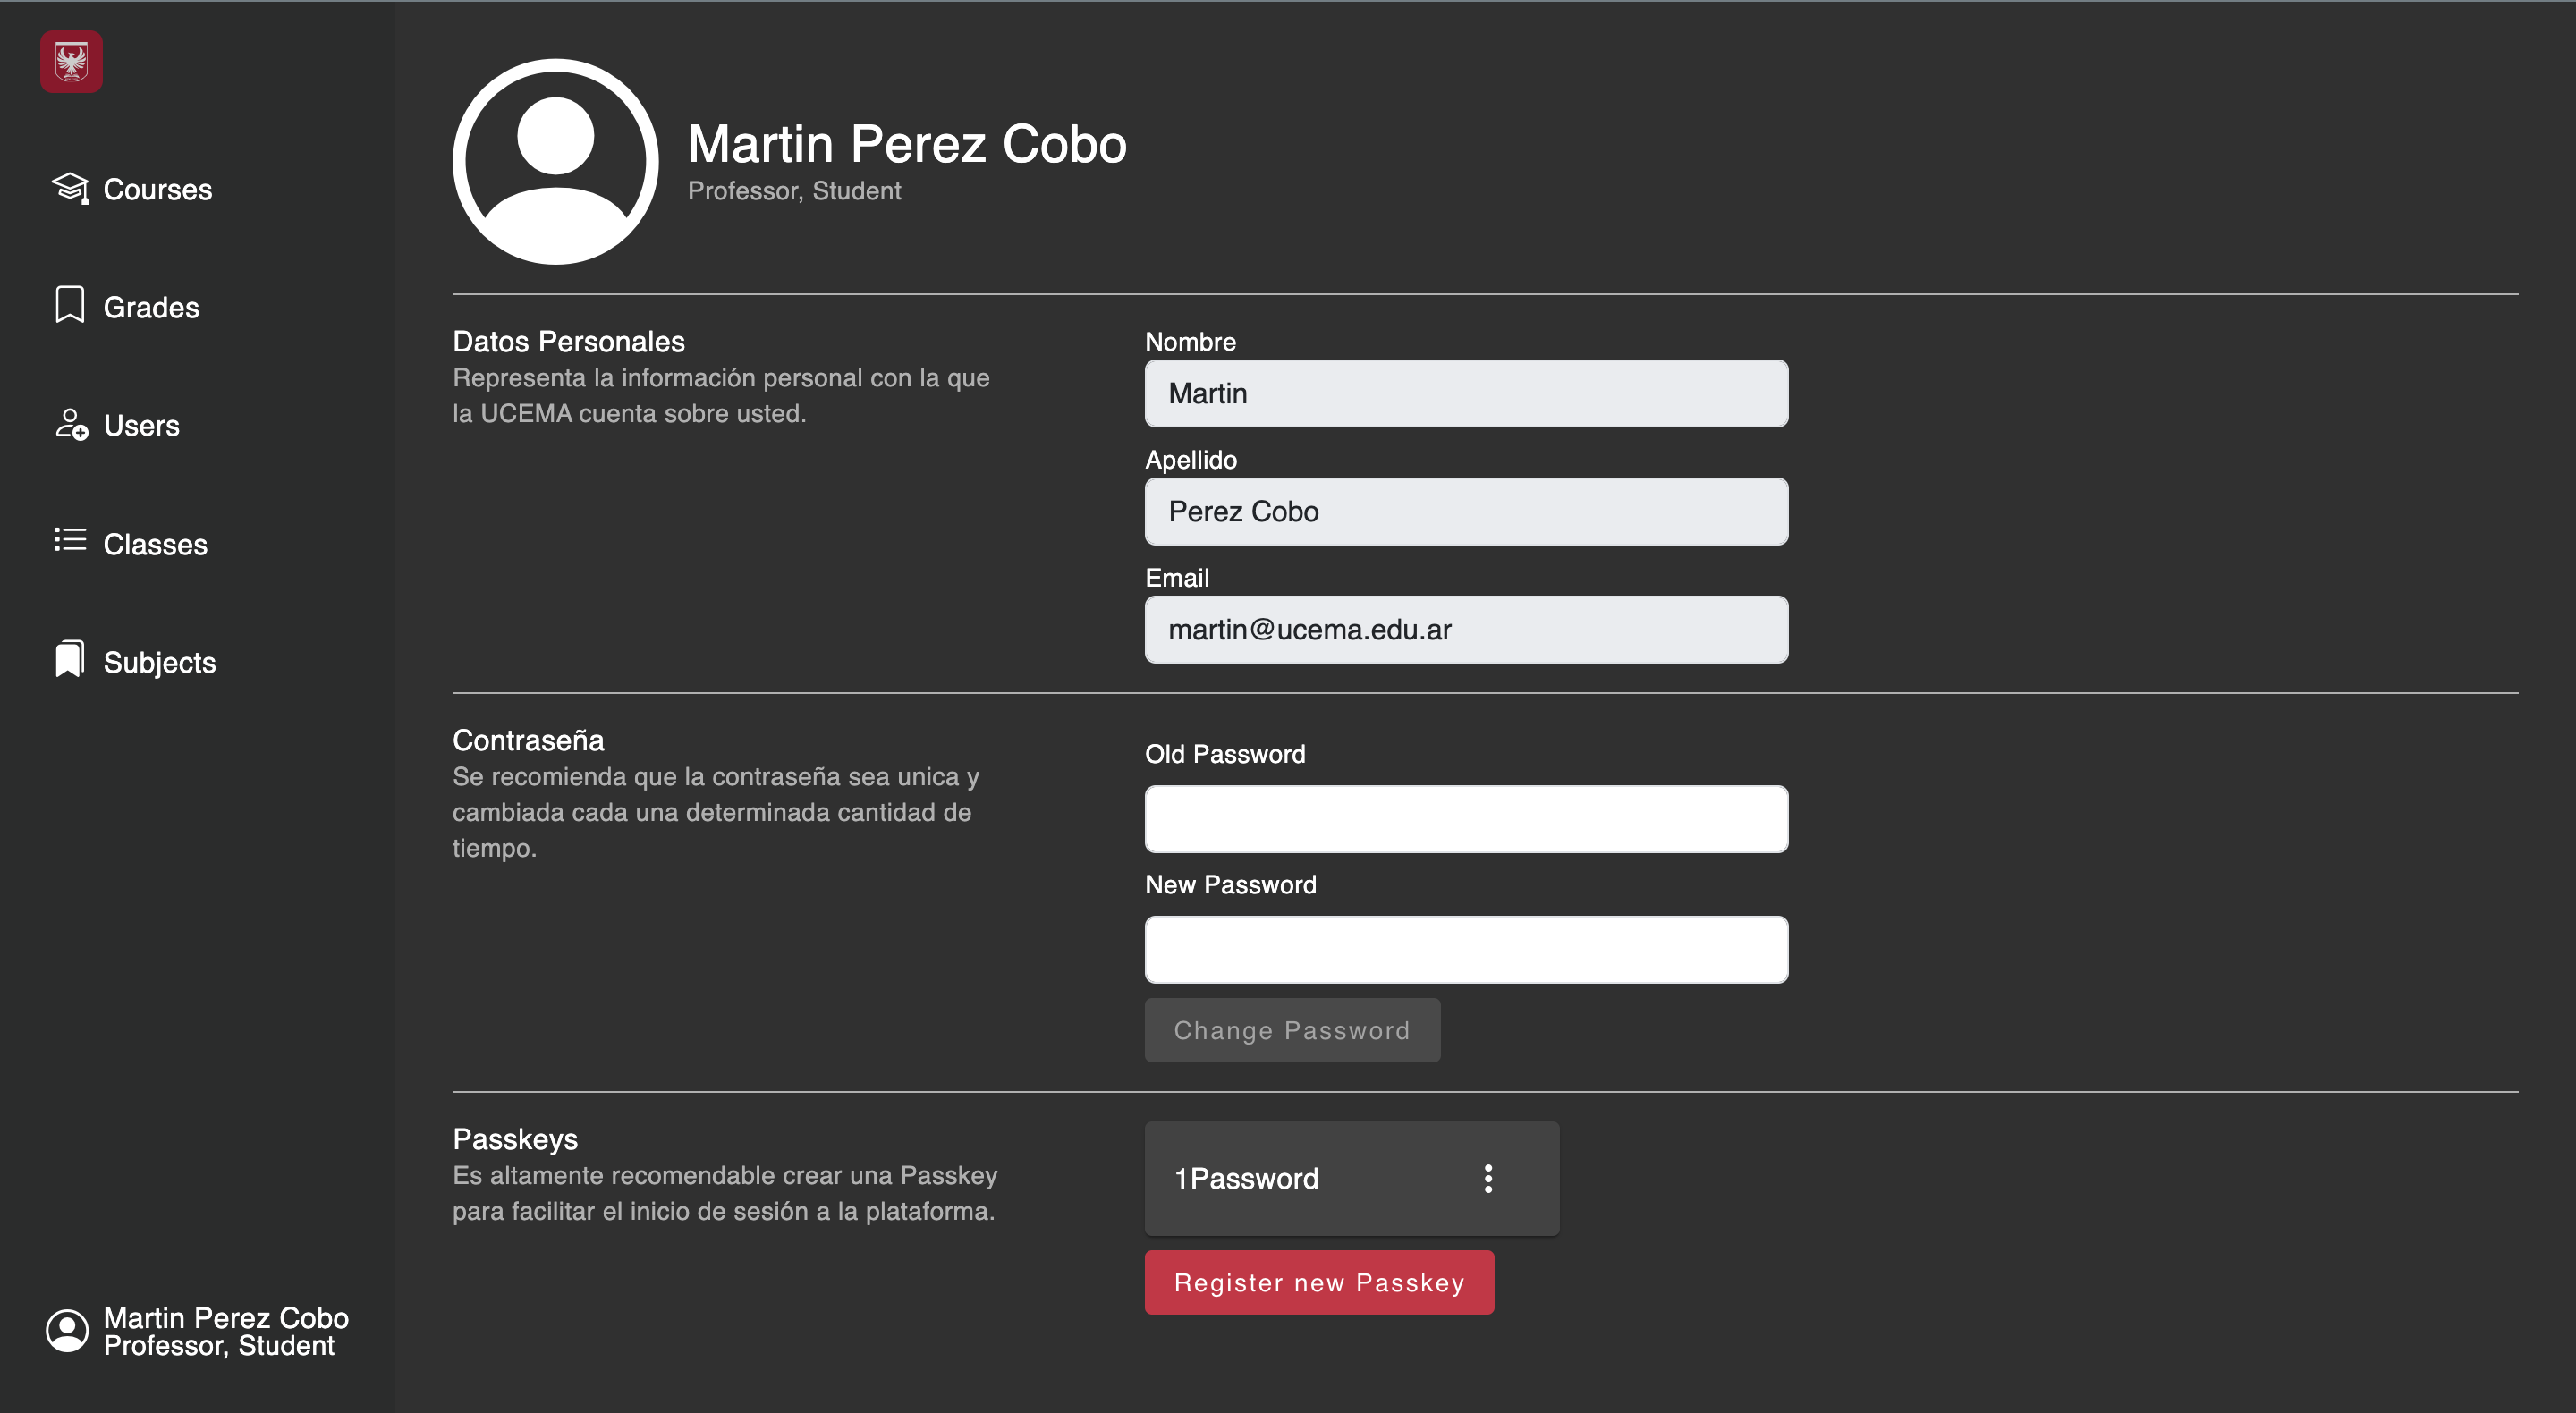 Courses
Grades
Users
Classes
Subjects
Martin Perez Cobo
Professor, Student
Martin Perez Cobo
Professor, Student
Datos Personales
Representa la información personal con la que
la UCEMA cuenta sobre usted.
Nombre
Martin
Apellido
Perez Cobo
Email
martin@ucema.edu.ar
Contraseña
Se recomienda que la contraseña sea unica y
cambiada cada una determinada cantidad de
tiempo.
Old Password
New Password
Change Password
Passkeys
Es altamente recomendable crear una Passkey
para facilitar el inicio de sesión a la plataforma.
1Password
Register new Passkey